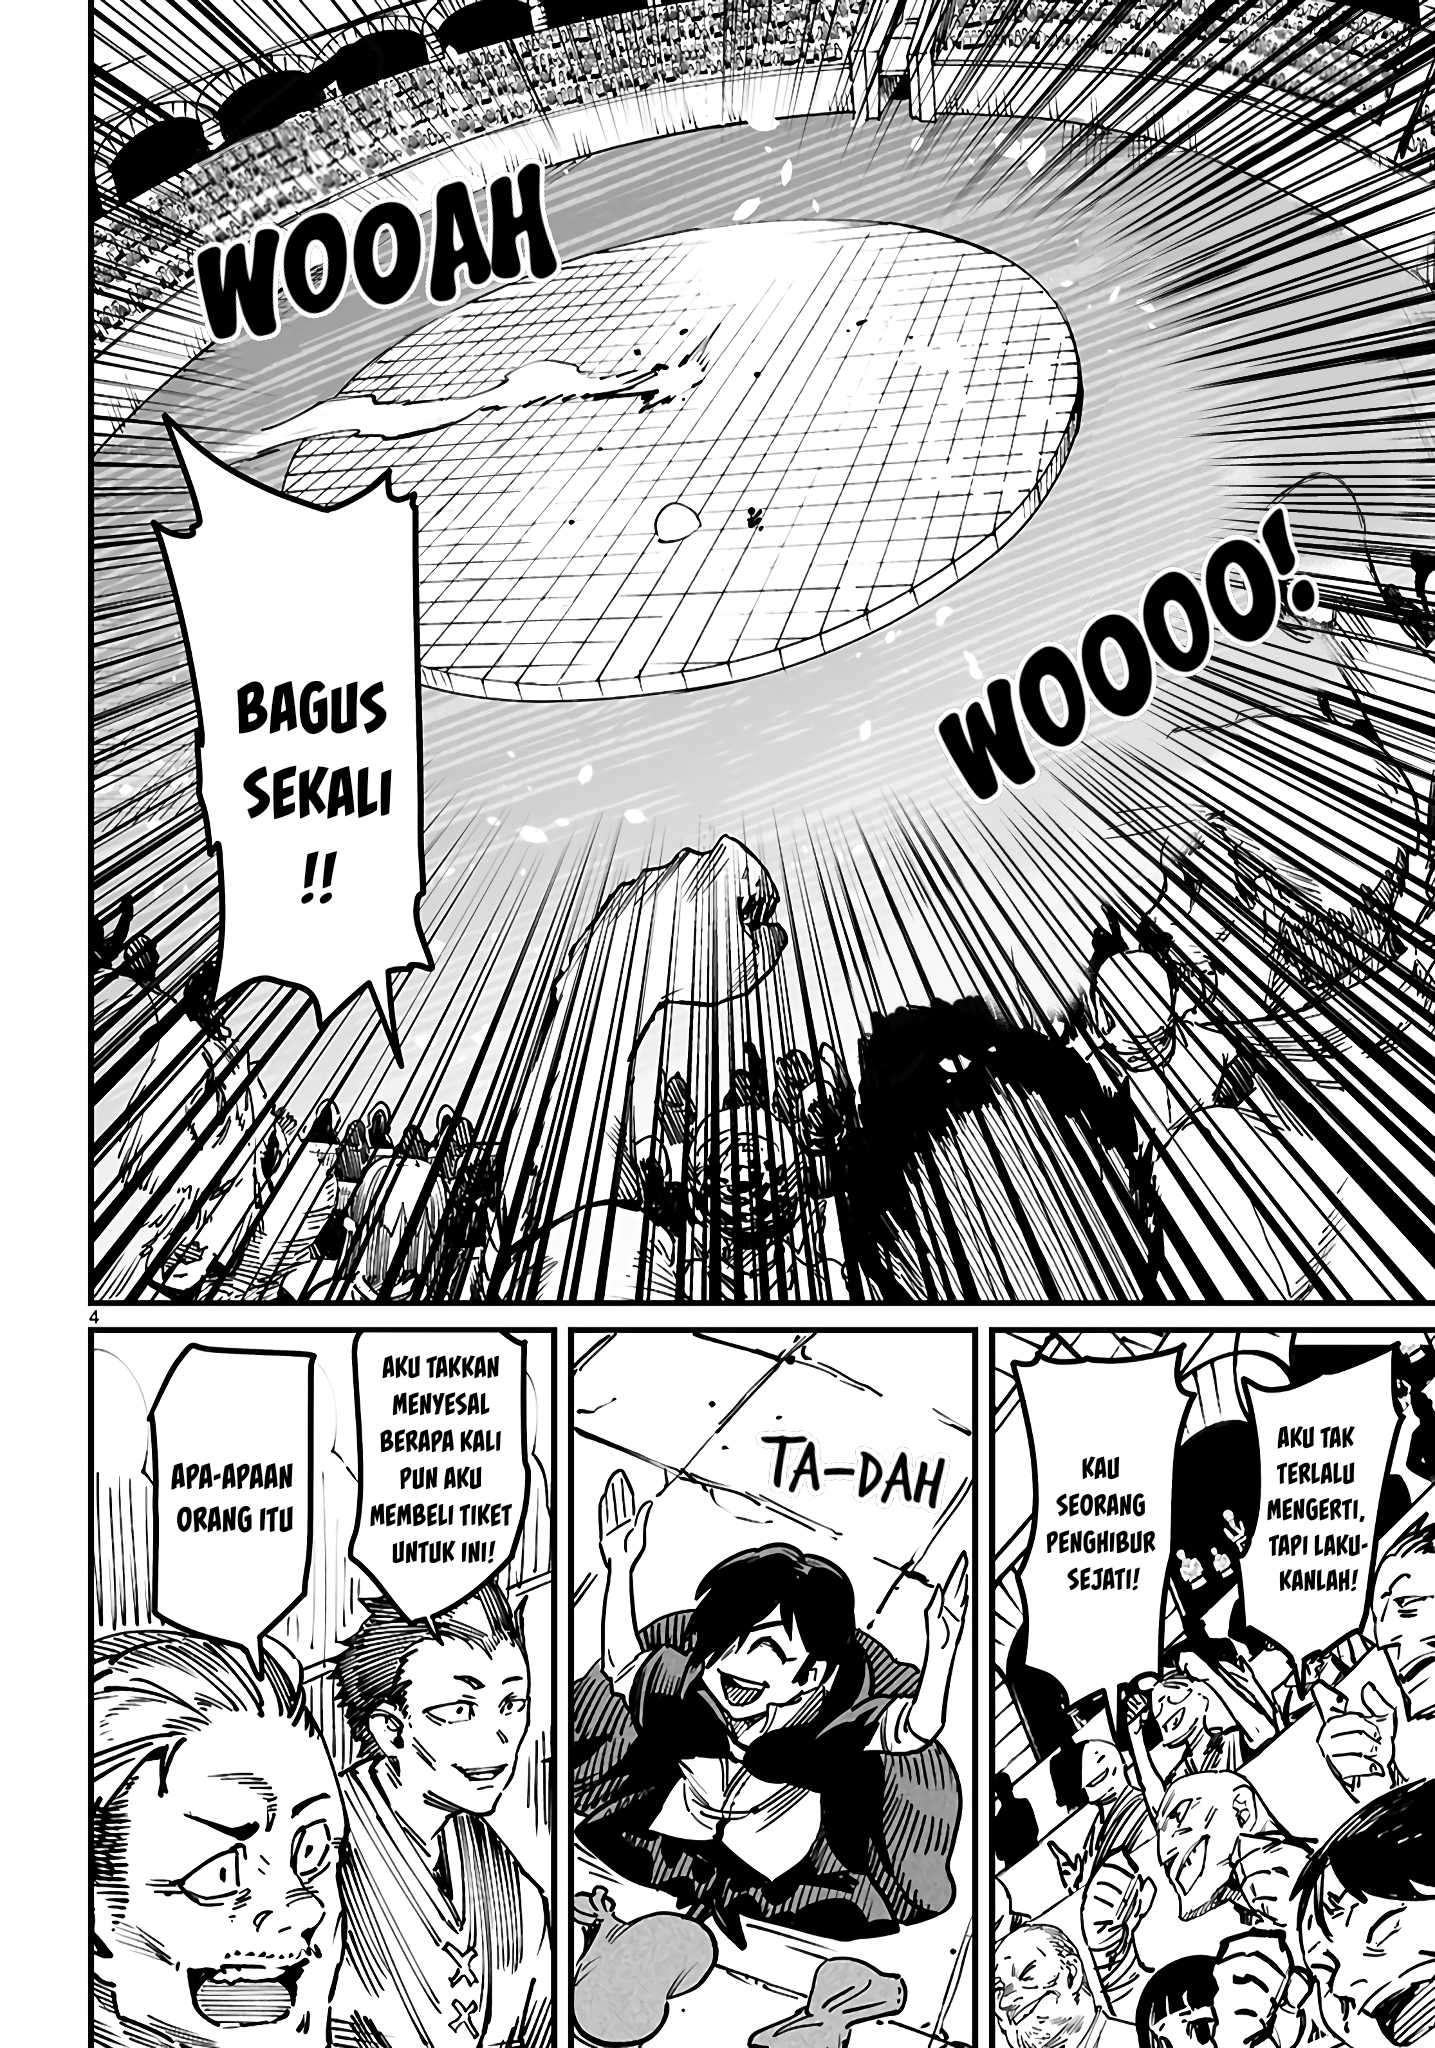 WOOAH
WOOOO!
BAGUS
SEKALI
!!
4
AKU TAK
TERLALU
MENGERTI,
TAPI LAKU-
KANLAH!
KAU
SEORANG
PENGHIBUR
SEJATI!
TA-DAH
AKU TAKKAN
MENYESAL
BERAPA KALI
PUN AKU
MEMBELI TIKET
UNTUK INI!
APA-APAAN
ORANG ITU